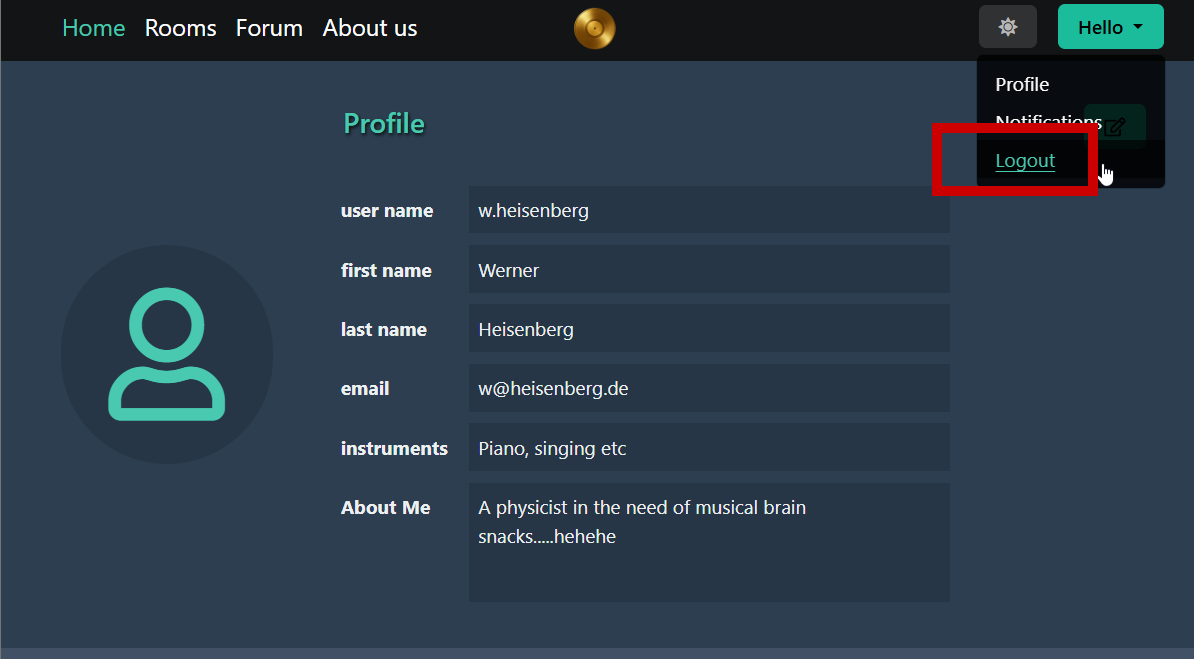 Home Rooms Forum About us Hello
Profile
Notifications
Logout
Profile
user name w.heisenberg
first name Werner
last name Heisenberg
email w@heisenberg.de
instruments Piano, singing etc
About Me A physicist in the need of musical brain
snacks.....hehehe